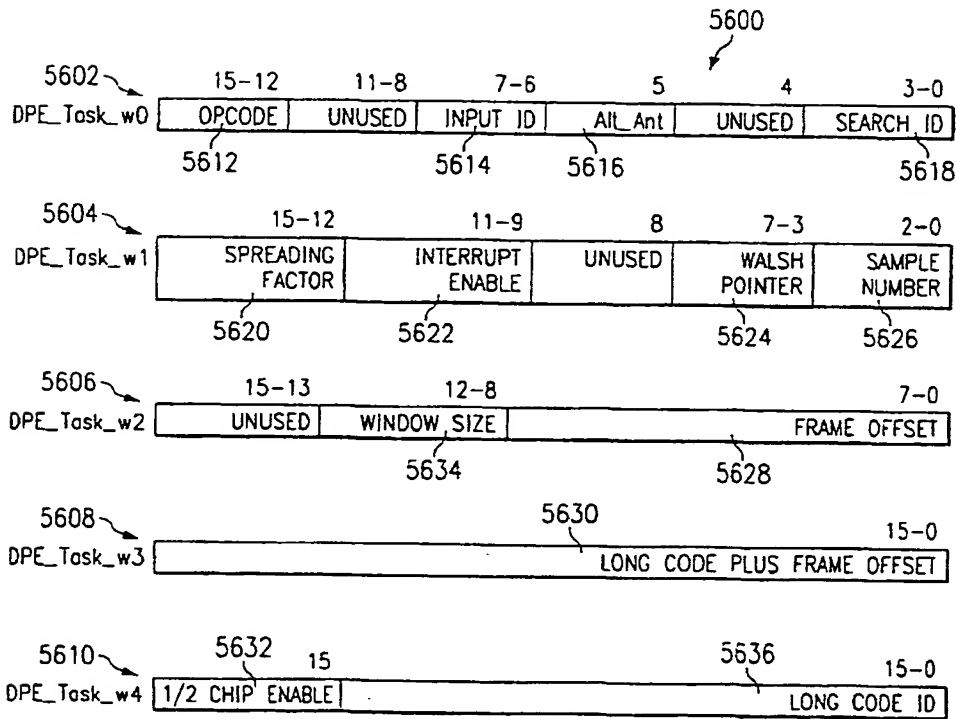 5600
5602
15-12 11-8 7-6 5 4 3-0
DPE_Task_w0 OPCODE UNUSED INPUT ID Alt_Ant UNUSED SEARCH ID
5612 5614 5616 5618
5604
15-12 11-9 8 7-3 2-0
DPE_Task_w1 SPREADING FACTOR INTERRUPT ENABLE UNUSED WALSH POINTER SAMPLE NUMBER
5620 5622 5624 5626
5606
15-13 12-8 7-0
DPE_Task_w2 UNUSED WINDOW SIZE FRAME OFFSET
5634 5628
5608 5630 15-0
DPE_Task_w3 LONG CODE PLUS FRAME OFFSET
5610 5632 15 5636 15-0
DPE_Task_w4 1/2 CHIP ENABLE LONG CODE ID